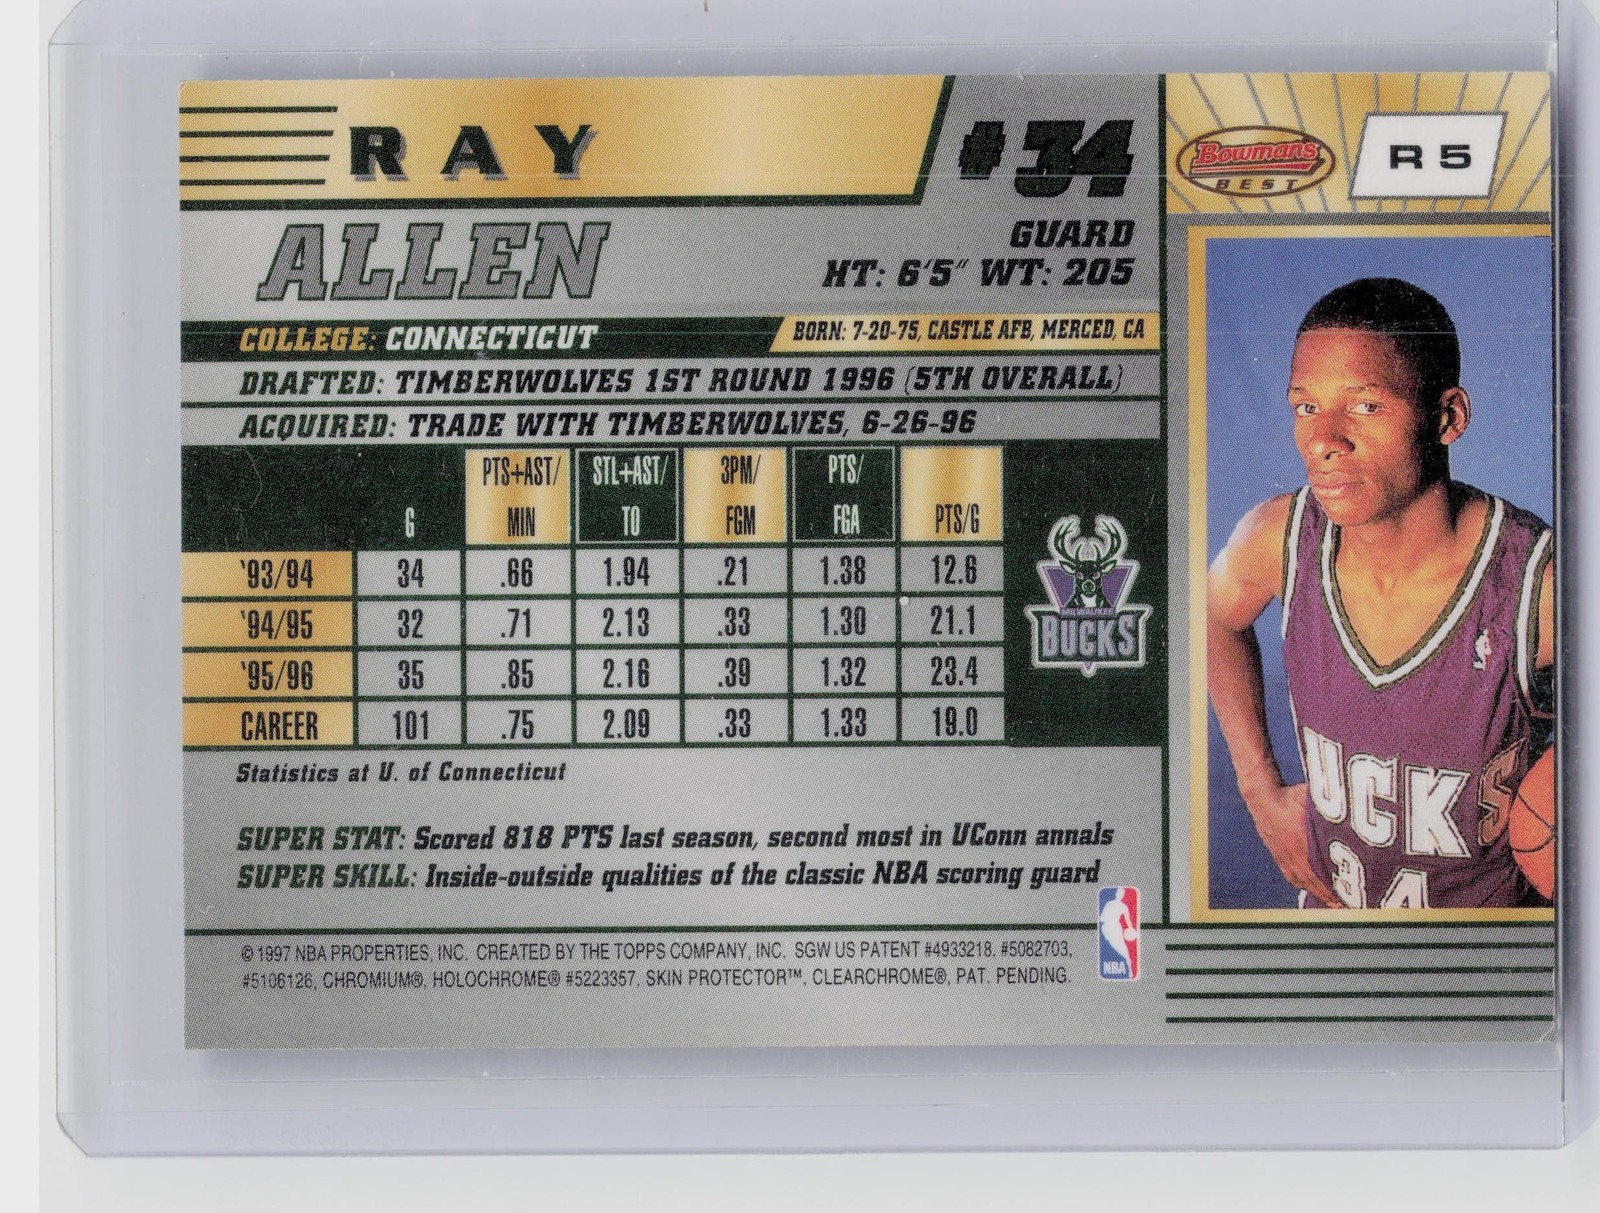 RAY
ALLEN
#34
GUARD
HT: 6'5" WT: 205
Bowman's
BEST
R5
COLLEGE: CONNECTICUT
BORN: 7-20-75, CASTLE AFB, MERCED, CA
DRAFTED: TIMBERWOLVES 1ST ROUND 1996 (5TH OVERALL)
ACQUIRED: TRADE WITH TIMBERWOLVES, 6-26-96
G PTS+AST/MIN STL+AST/TO 3PM/FGM PTS/FGA PTS/G
'93/94 34 .66 1.94 .21 1.38 12.6
'94/95 32 .71 2.13 .33 1.30 21.1
'95/96 35 .85 2.16 .39 1.32 23.4
CAREER 101 .75 2.09 .33 1.33 19.0
MILWAUKEE
BUCKS
Statistics at U. of Connecticut
SUPER STAT: Scored 818 PTS last season, second most in UConn annals
SUPER SKILL: Inside-outside qualities of the classic NBA scoring guard
© 1997 NBA PROPERTIES, INC. CREATED BY THE TOPPS COMPANY, INC. SGW US PATENT #4933218, #5082703,
#5106126, CHROMIUM®, HOLOCHROME® #5223357, SKIN PROTECTOR™, CLEARCHROME®, PAT. PENDING.
NBA
BUCKS
34